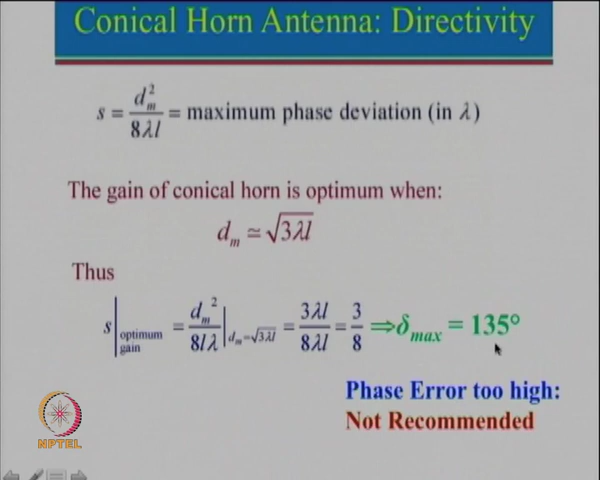 Conical Horn Antenna: Directivity
s = d_m^2 / 8λl = maximum phase deviation (in λ)
The gain of conical horn is optimum when:
d_m ≃ √3λl
Thus
s|optimum gain = d_m^2 / 8lλ |d_m=√3λl = 3λl / 8λl = 3/8 ⇒ δ_max = 135°
Phase Error too high:
Not Recommended
NPTEL